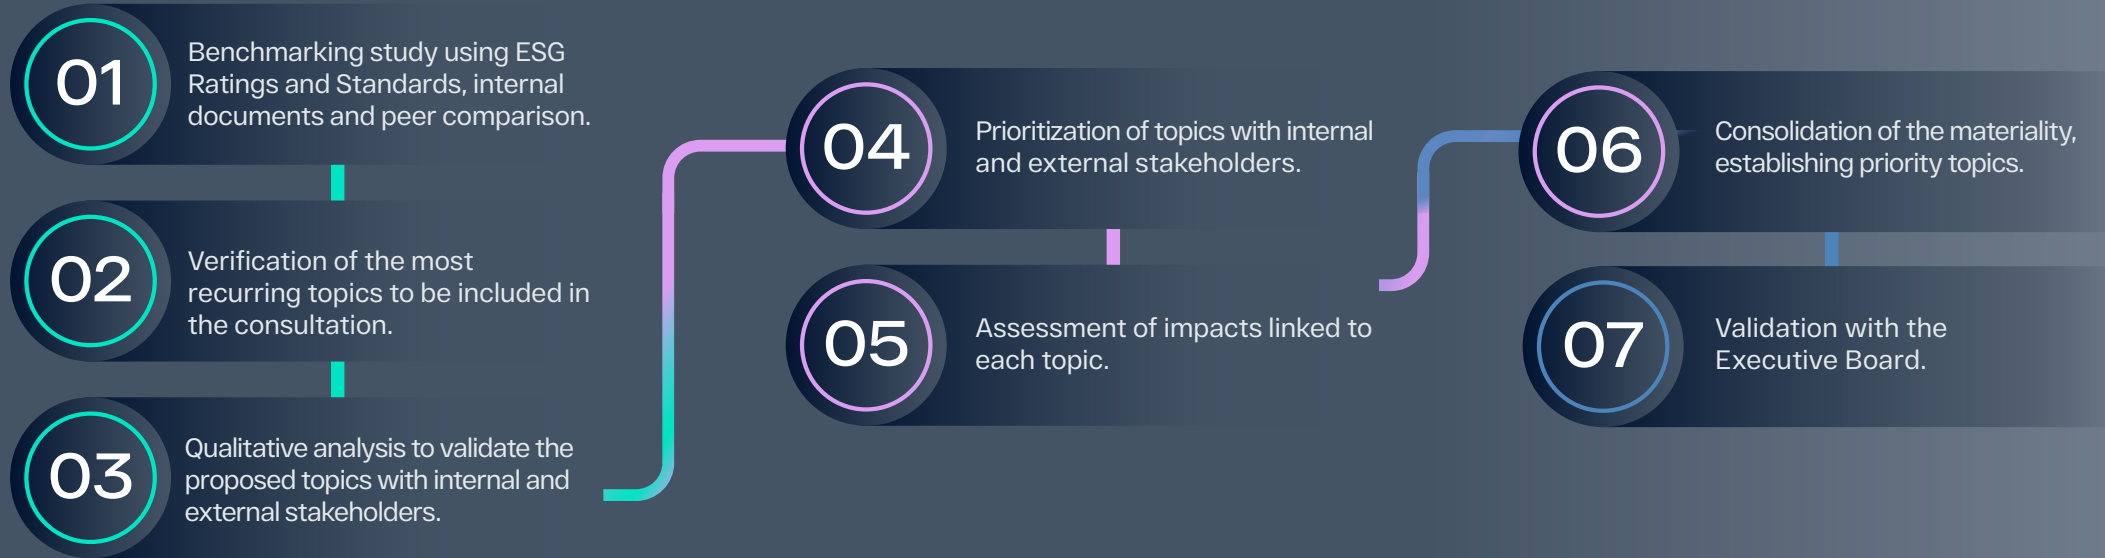 01
Benchmarking study using ESG
Ratings and Standards, internal
documents and peer comparison.
02
Verification of the most
recurring topics to be included in
the consultation.
03
Qualitative analysis to validate the
proposed topics with internal and
external stakeholders.
04
Prioritization of topics with internal
and external stakeholders.
05
Assessment of impacts linked to
each topic.
06
Consolidation of the materiality,
establishing priority topics.
07
Validation with the
Executive Board.